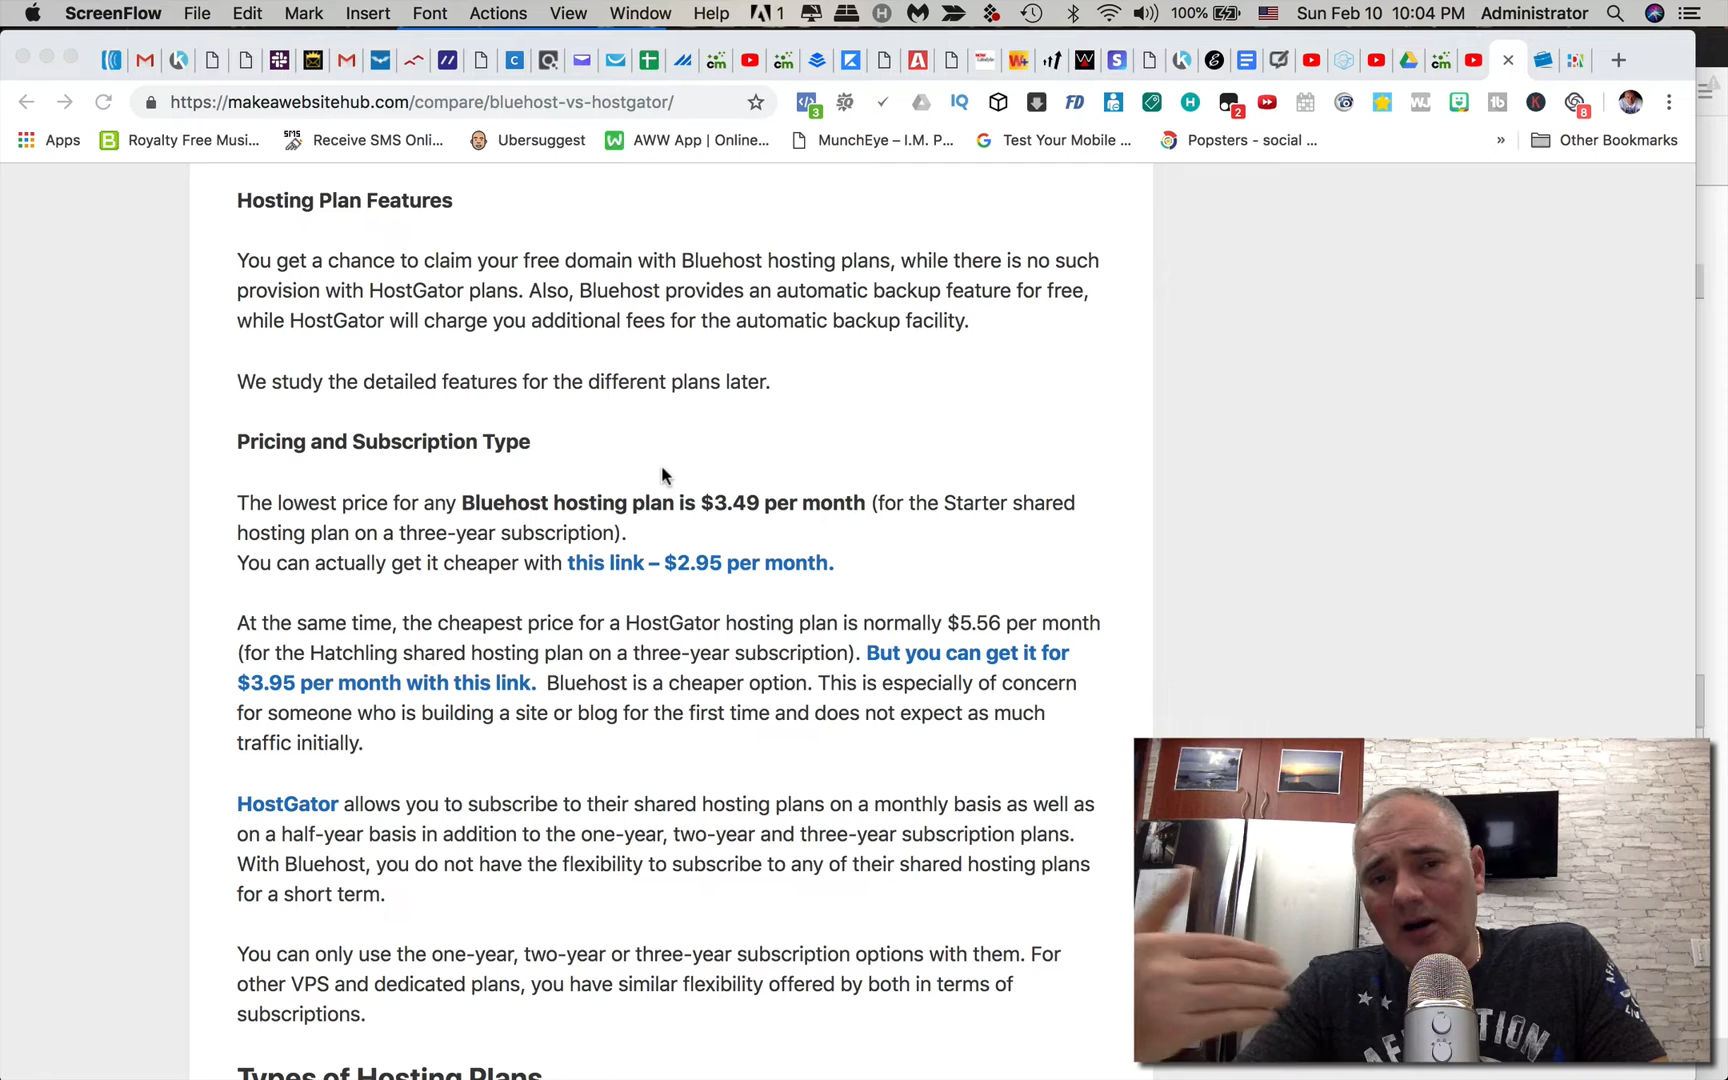 ScreenFlow File Edit Mark Insert Font Actions View Window Help 1 100% Sun Feb 10 10:04 PM Administrator
https://makeawebsitehub.com/compare/bluehost-vs-hostgator/
Apps Royalty Free Musi... Receive SMS Onli... Ubersuggest AWW App | Online... MunchEye – I.M. P... Test Your Mobile ... Popsters - social ... » Other Bookmarks
Hosting Plan Features
You get a chance to claim your free domain with Bluehost hosting plans, while there is no such
provision with HostGator plans. Also, Bluehost provides an automatic backup feature for free,
while HostGator will charge you additional fees for the automatic backup facility.
We study the detailed features for the different plans later.
Pricing and Subscription Type
The lowest price for any Bluehost hosting plan is $3.49 per month (for the Starter shared
hosting plan on a three-year subscription).
You can actually get it cheaper with this link – $2.95 per month.
At the same time, the cheapest price for a HostGator hosting plan is normally $5.56 per month
(for the Hatchling shared hosting plan on a three-year subscription). But you can get it for
$3.95 per month with this link. Bluehost is a cheaper option. This is especially of concern
for someone who is building a site or blog for the first time and does not expect as much
traffic initially.
HostGator allows you to subscribe to their shared hosting plans on a monthly basis as well as
on a half-year basis in addition to the one-year, two-year and three-year subscription plans.
With Bluehost, you do not have the flexibility to subscribe to any of their shared hosting plans
for a short term.
You can only use the one-year, two-year or three-year subscription options with them. For
other VPS and dedicated plans, you have similar flexibility offered by both in terms of
subscriptions.
Types of Hosting Plans